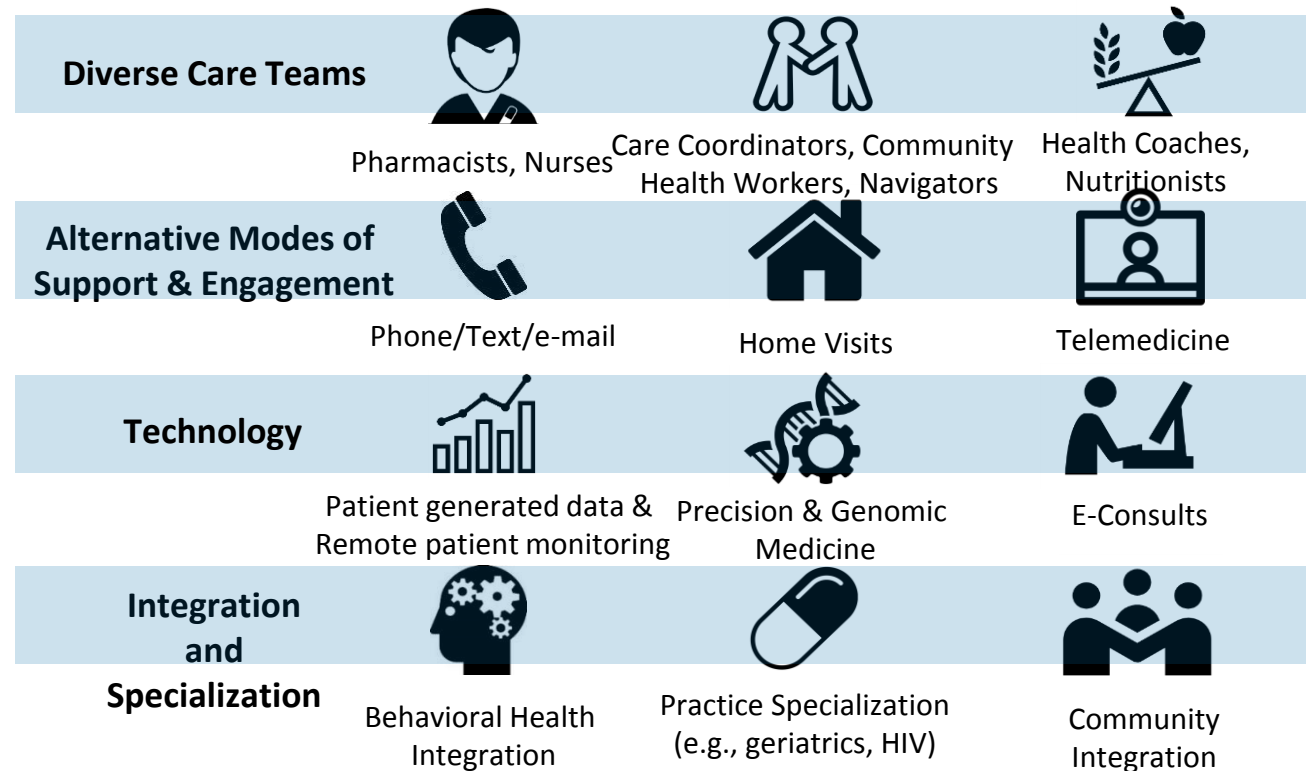 Diverse Care Teams
Pharmacists, Nurses
Care Coordinators, Community
Health Workers, Navigators
Health Coaches,
Nutritionists
Alternative Modes of
Support & Engagement
Phone/Text/e-mail
Home Visits
Telemedicine
Technology
Patient generated data &
Remote patient monitoring
Precision & Genomic
Medicine
E-Consults
Integration
and
Specialization
Behavioral Health
Integration
Practice Specialization
(e.g., geriatrics, HIV)
Community
Integration